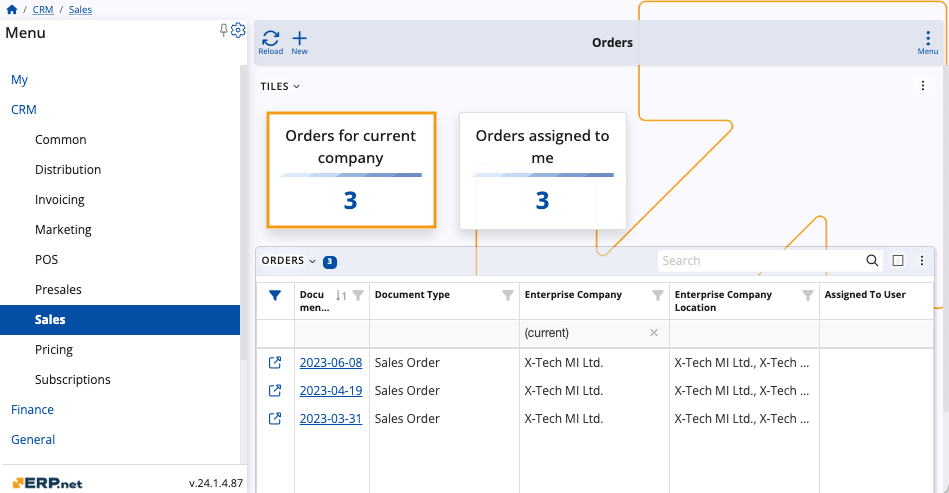 / CRM / Sales
Menu
My
CRM
Common
Distribution
Invoicing
Marketing
POS
Presales
Sales
Pricing
Subscriptions
Finance
General
ERP.net
v.24.1.4.87
Reload
New
Orders
Menu
TILES
Orders for current
company
3
Orders assigned to
me
3
ORDERS 3
Search
Docu
men...
1
Document Type
Enterprise Company
Enterprise Company
Location
Assigned To User
(current)
2023-06-08 Sales Order X-Tech MI Ltd. X-Tech MI Ltd., X-Tech ...
2023-04-19 Sales Order X-Tech MI Ltd. X-Tech MI Ltd., X-Tech ...
2023-03-31 Sales Order X-Tech MI Ltd. X-Tech MI Ltd., X-Tech ...